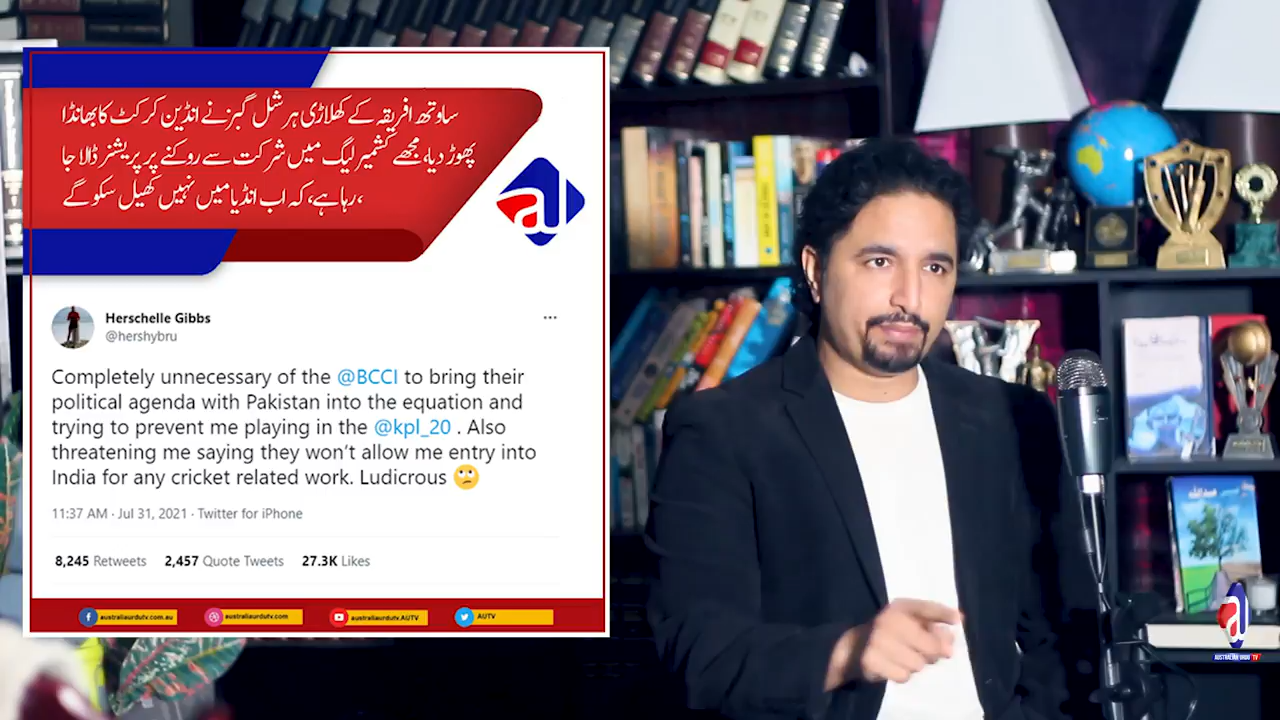 ساوتھ افریقہ کے کھلاڑی ہرشل گبز نے انڈین کرکٹ کا بھانڈا
پھوڑ دیا، مجھے کشمیر لیگ میں شرکت سے روکنے پر پریشر ڈالا جا
رہا ہے، کہ اب انڈیا میں نہیں کھیل سکو گے،
Herschelle Gibbs
@hershybru
Completely unnecessary of the @BCCI to bring their
political agenda with Pakistan into the equation and
trying to prevent me playing in the @kpl_20 . Also
threatening me saying they won’t allow me entry into
India for any cricket related work. Ludicrous 🙄
11:37 AM · Jul 31, 2021 · Twitter for iPhone
8,245 Retweets 2,457 Quote Tweets 27.3K Likes
australiaurdutv.com.au australiaurdutv.com australiaurdutv.AUTV AUTV
AUSTRALIAN URDU TV